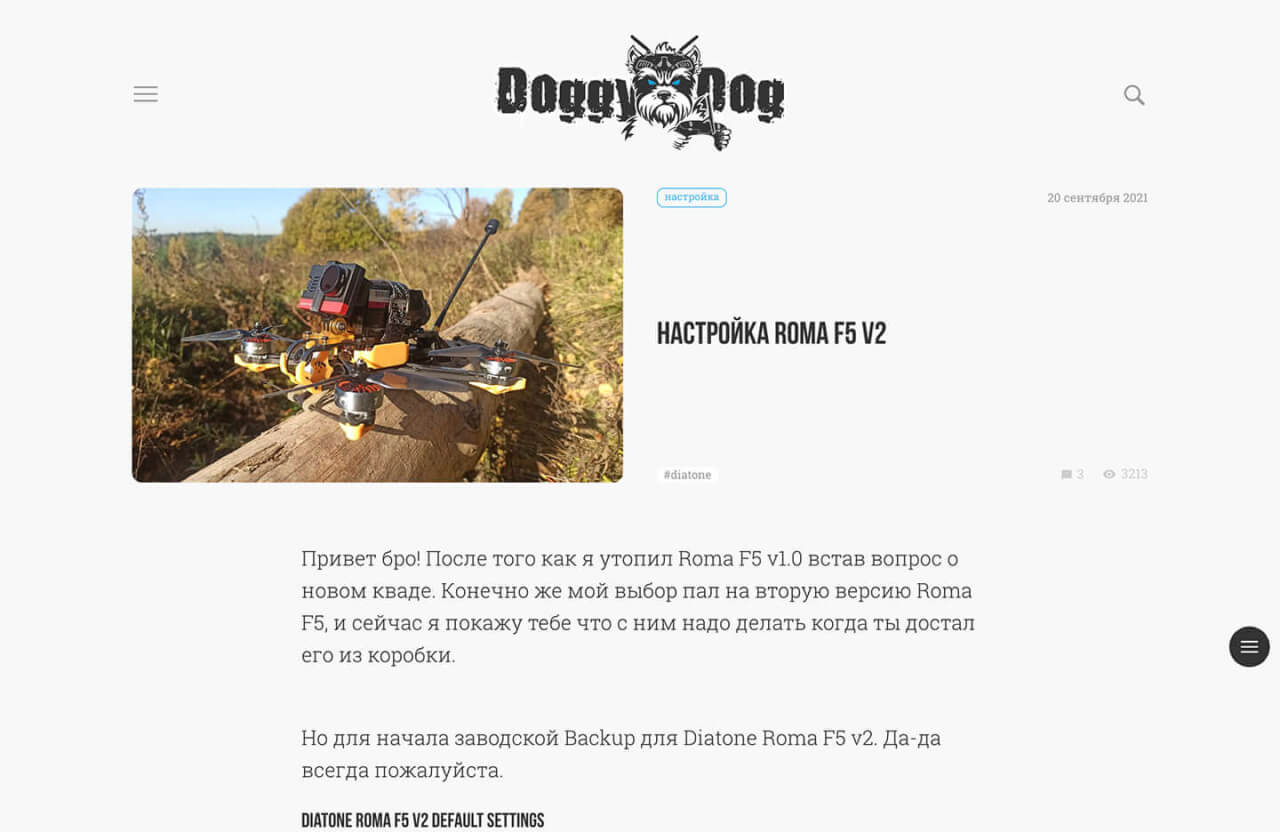 Doggy Dog
настройка
20 сентября 2021
НАСТРОЙКА ROMA F5 V2
#diatone
3
3213
Привет бро! После того как я утопил Roma F5 v1.0 встав вопрос о
новом кваде. Конечно же мой выбор пал на вторую версию Roma
F5, и сейчас я покажу тебе что с ним надо делать когда ты достал
его из коробки.
Но для начала заводской Backup для Diatone Roma F5 v2. Да-да
всегда пожалуйста.
DIATONE ROMA F5 V2 DEFAULT SETTINGS